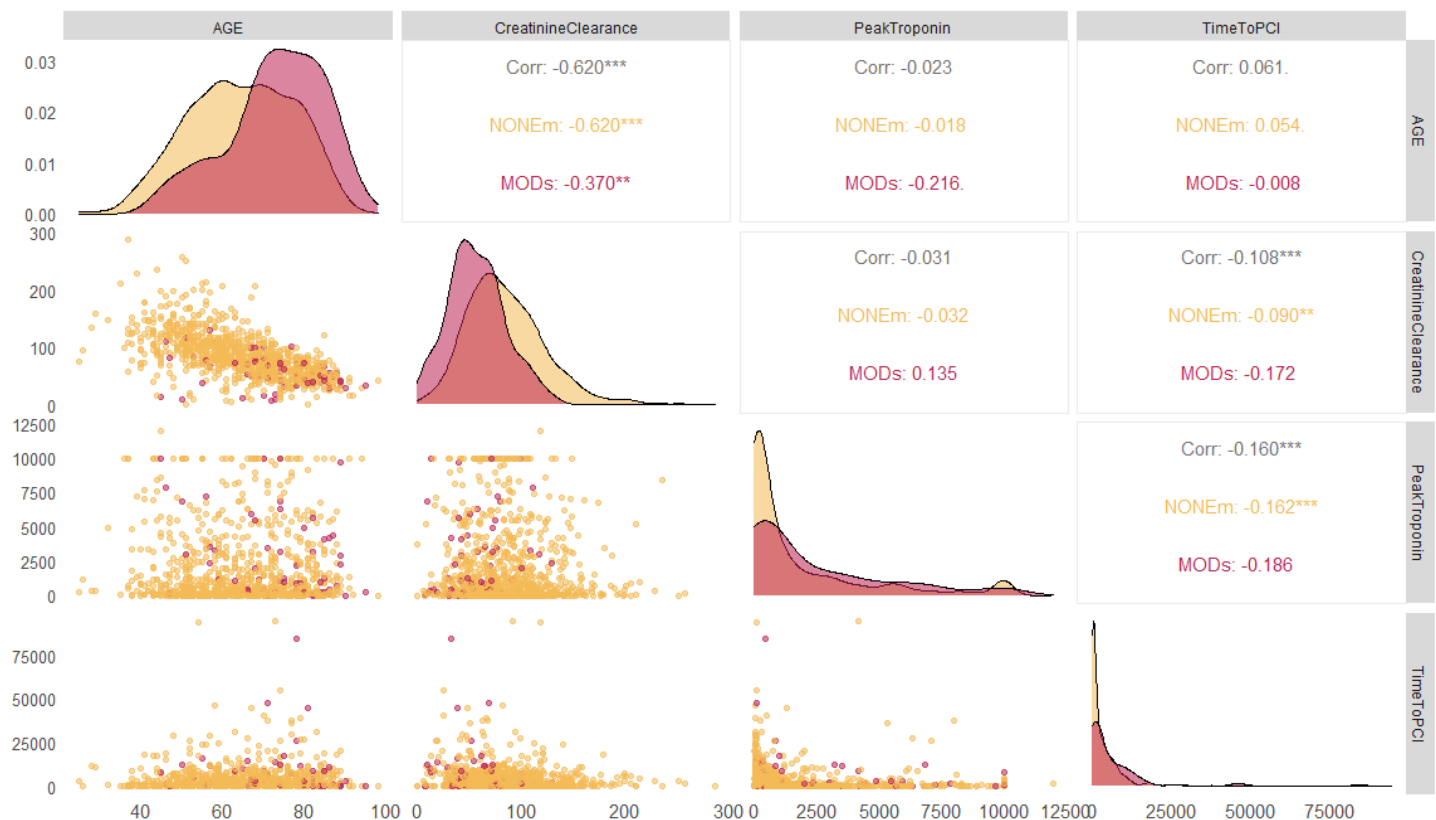 AGE CreatinineClearance PeakTroponin TimeToPCI
0.03
0.02
0.01
0.00
Corr: -0.620***
NONEm: -0.620***
MODs: -0.370**
Corr: -0.023
NONEm: -0.018
MODs: -0.216.
Corr: 0.061.
NONEm: 0.054.
MODs: -0.008
AGE
300
200
100
0
Corr: -0.031
NONEm: -0.032
MODs: 0.135
Corr: -0.108***
NONEm: -0.090**
MODs: -0.172
CreatinineClearance
12500
10000
7500
5000
2500
0
Corr: -0.160***
NONEm: -0.162***
MODs: -0.186
PeakTroponin
75000
50000
25000
0
TimeToPCI
40 60 80 100 0 100 200 300 0 2500 5000 7500 10000 12500 0 25000 50000 75000